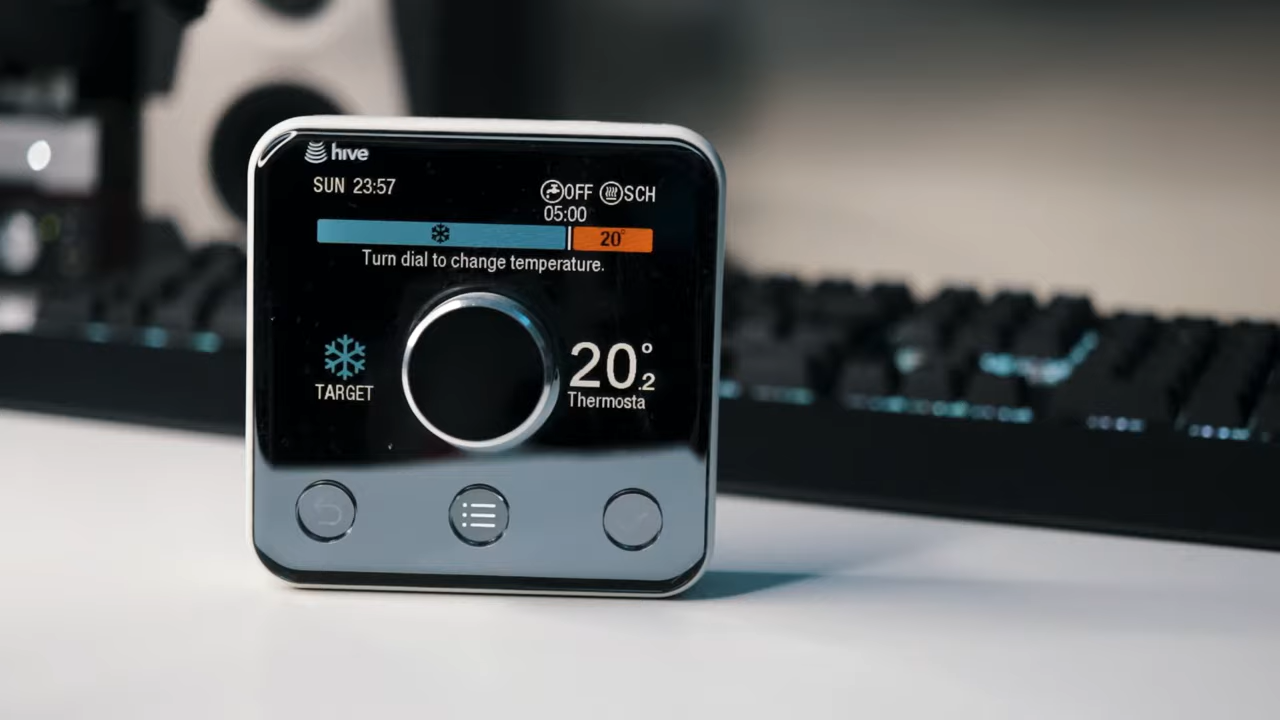 hive
SUN 23:57
OFF SCH
05:00
20°
Turn dial to change temperature.
TARGET
20.2°
Thermosta